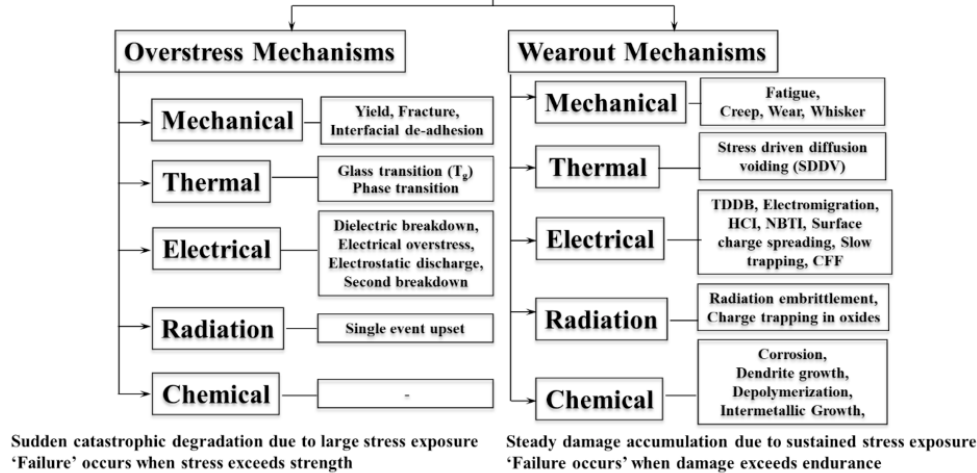 Overstress Mechanisms
Mechanical
Yield, Fracture,
Interfacial de-adhesion
Thermal
Glass transition (Tg)
Phase transition
Electrical
Dielectric breakdown,
Electrical overstress,
Electrostatic discharge,
Second breakdown
Radiation
Single event upset
Chemical
-
Sudden catastrophic degradation due to large stress exposure
‘Failure’ occurs when stress exceeds strength
Wearout Mechanisms
Mechanical
Fatigue,
Creep, Wear, Whisker
Thermal
Stress driven diffusion
voiding (SDDV)
Electrical
TDDB, Electromigration,
HCI, NBTI, Surface
charge spreading, Slow
trapping, CFF
Radiation
Radiation embrittlement,
Charge trapping in oxides
Chemical
Corrosion,
Dendrite growth,
Depolymerization,
Intermetallic Growth,
Steady damage accumulation due to sustained stress exposure
‘Failure occurs’ when damage exceeds endurance